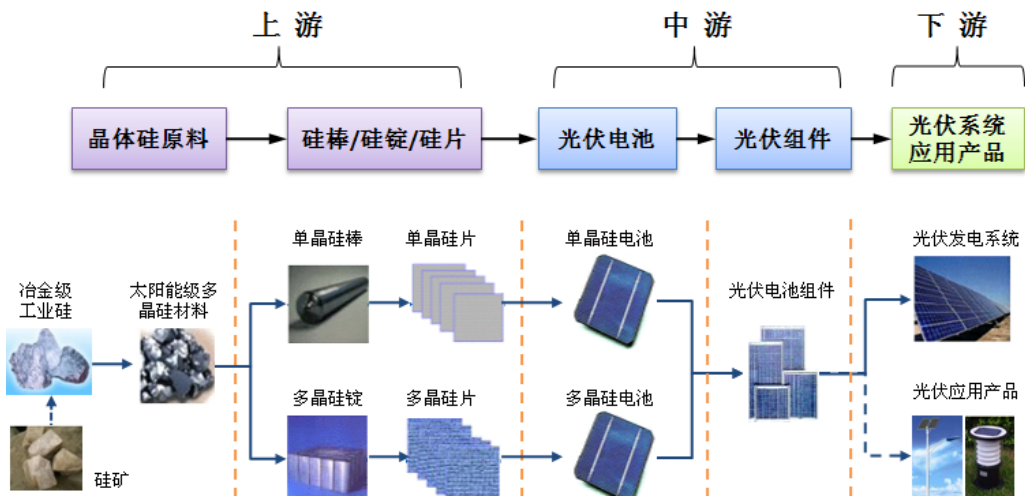 上 游
中 游
下 游
晶体硅原料
硅棒/硅锭/硅片
光伏电池
光伏组件
光伏系统
应用产品
单晶硅棒
单晶硅片
单晶硅电池
光伏发电系统
冶金级
工业硅
太阳能级多
晶硅材料
光伏电池组件
多晶硅锭
多晶硅片
多晶硅电池
光伏应用产品
硅矿